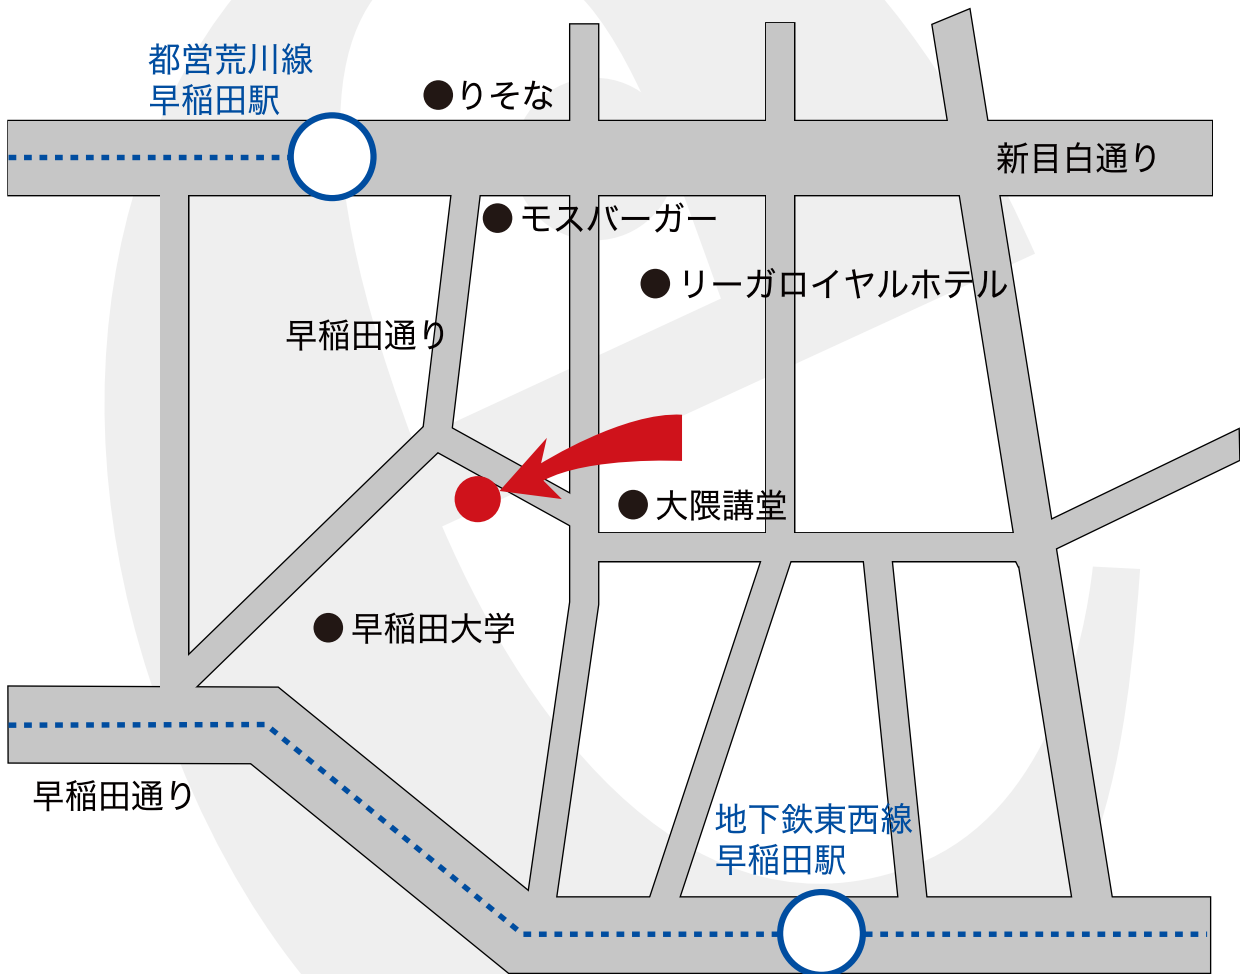 都営荒川線
早稲田駅
りそな
新目白通り
モスバーガー
リーガロイヤルホテル
早稲田通り
大隈講堂
早稲田大学
早稲田通り
地下鉄東西線
早稲田駅